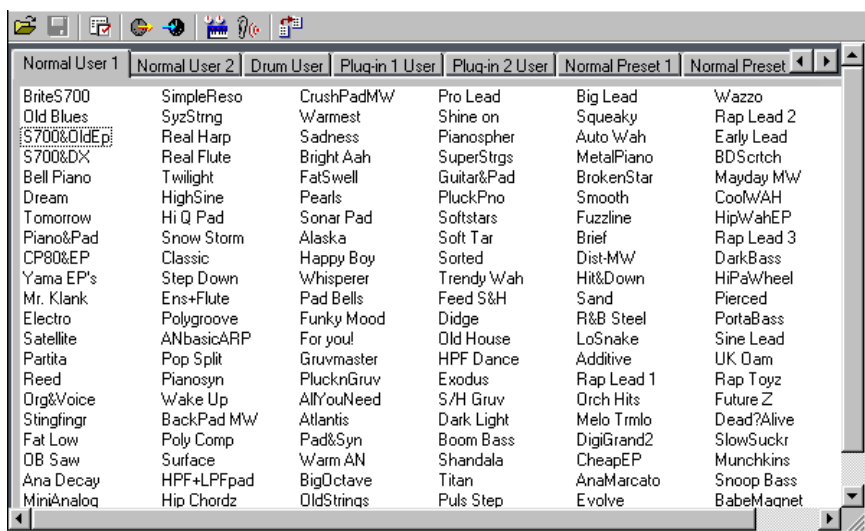 Normal User 1 Normal User 2 Drum User Plug-in 1 User Plug-in 2 User Normal Preset 1 Normal Preset
BriteS700 SimpleReso CrushPadMW Pro Lead Big Lead Wazzo
Old Blues SyzStrng Warmest Shine on Squeaky Rap Lead 2
S700&OldEp Real Harp Sadness Pianospher Auto Wah Early Lead
S700&DX Real Flute Bright Aah SuperStrgs MetalPiano BDScrtch
Bell Piano Twilight FatSwell Guitar&Pad BrokenStar Mayday MW
Dream HighSine Pearls PluckPno Smooth CoolWAH
Tomorrow Hi Q Pad Sonar Pad Softstars Fuzzline HipWahEP
Piano&Pad Snow Storm Alaska Soft Tar Brief Rap Lead 3
CP80&EP Classic Happy Boy Sorted Dist-MW DarkBass
Yama EP's Step Down Whisperer Trendy Wah Hit&Down HiPaWheel
Mr. Klank Ens+Flute Pad Bells Feed S&H Sand Pierced
Electro Polygroove Funky Mood Didge R&B Steel PortaBass
Satellite ANbasicARP For you! Old House LoSnake Sine Lead
Partita Pop Split Gruvmaster HPF Dance Additive UK Oam
Reed Pianosyn PlucknGruv Exodus Rap Lead 1 Rap Toyz
Org&Voice Wake Up AllYouNeed S/H Gruv Orch Hits Future Z
Stingfingr BackPad MW Atlantis Dark Light Melo Trmlo Dead?Alive
Fat Low Poly Comp Pad&Syn Boom Bass DigiGrand2 SlowSuckr
OB Saw Surface Warm AN Shandala CheapEP Munchkins
Ana Decay HPF+LPFpad BigOctave Titan AnaMarcato Snoop Bass
MiniAnalog Hip Chordz OldStrings Puls Step Evolve BabeMagnet